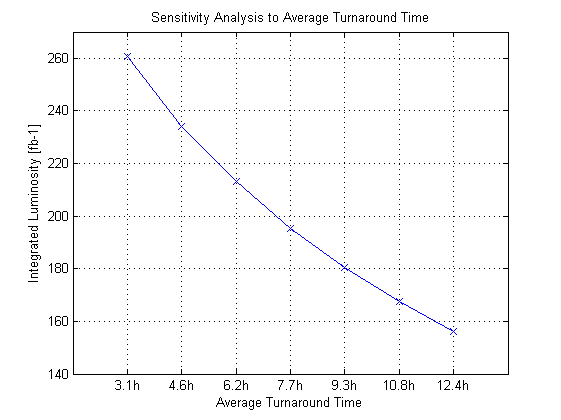 Sensitivity Analysis to Average Turnaround Time
260
240
220
200
180
160
140
Integrated Luminosity [fb-1]
3.1h 4.6h 6.2h 7.7h 9.3h 10.8h 12.4h
Average Turnaround Time